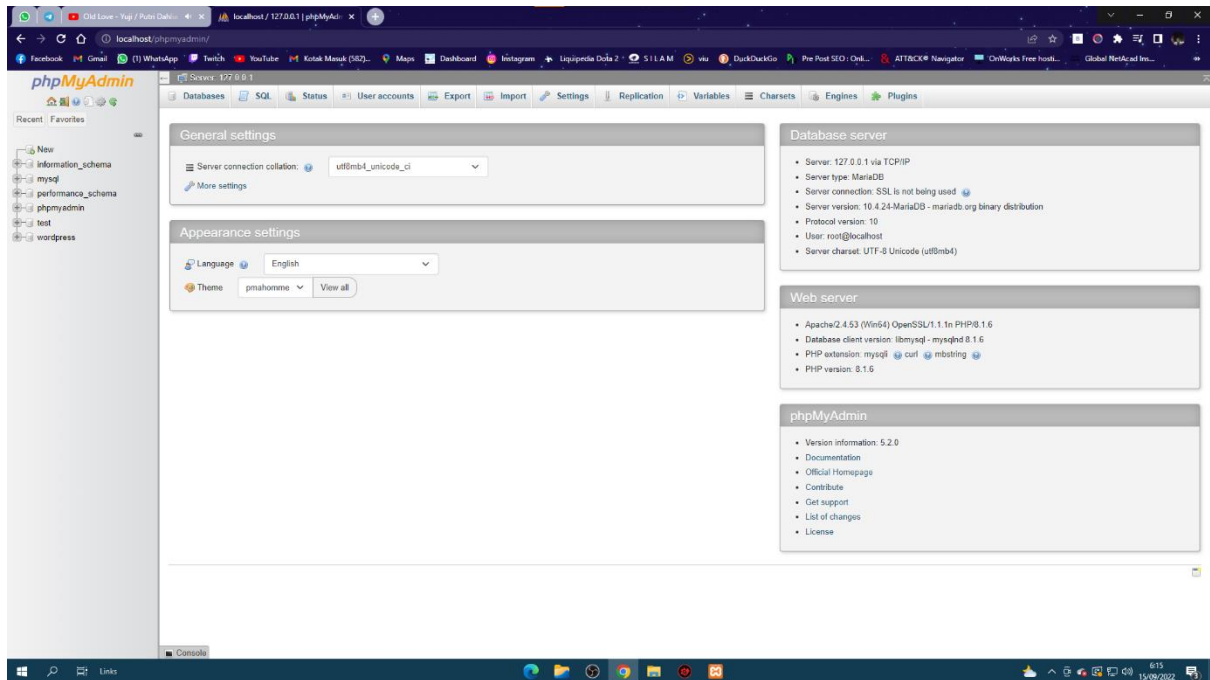 Old Love - Yuji / Putri Dahlia
localhost / 127.0.0.1 | phpMyAdm
localhost/phpmyadmin/
Facebook Gmail (1) WhatsApp Twitch YouTube Kotak Masuk (582)... Maps Dashboard Instagram Liquipedia Dota 2 S I L A M viu DuckDuckGo Pre Post SEO : Onli... ATT&CK® Navigator OnWorks Free hosti... Global NetAcad Ins...
phpMyAdmin
Recent Favorites
New
information_schema
mysql
performance_schema
phpmyadmin
test
wordpress
Server: 127.0.0.1
Databases SQL Status User accounts Export Import Settings Replication Variables Charsets Engines Plugins
General settings
Server connection collation: utf8mb4_unicode_ci
More settings
Appearance settings
Language English
Theme pmahomme View all
Database server
Server: 127.0.0.1 via TCP/IP
Server type: MariaDB
Server connection: SSL is not being used
Server version: 10.4.24-MariaDB - mariadb.org binary distribution
Protocol version: 10
User: root@localhost
Server charset: UTF-8 Unicode (utf8mb4)
Web server
Apache/2.4.53 (Win64) OpenSSL/1.1.1n PHP/8.1.6
Database client version: libmysql - mysqlnd 8.1.6
PHP extension: mysqli curl mbstring
PHP version: 8.1.6
phpMyAdmin
Version information: 5.2.0
Documentation
Official Homepage
Contribute
Get support
List of changes
License
Console
Links
6:15
15/09/2022